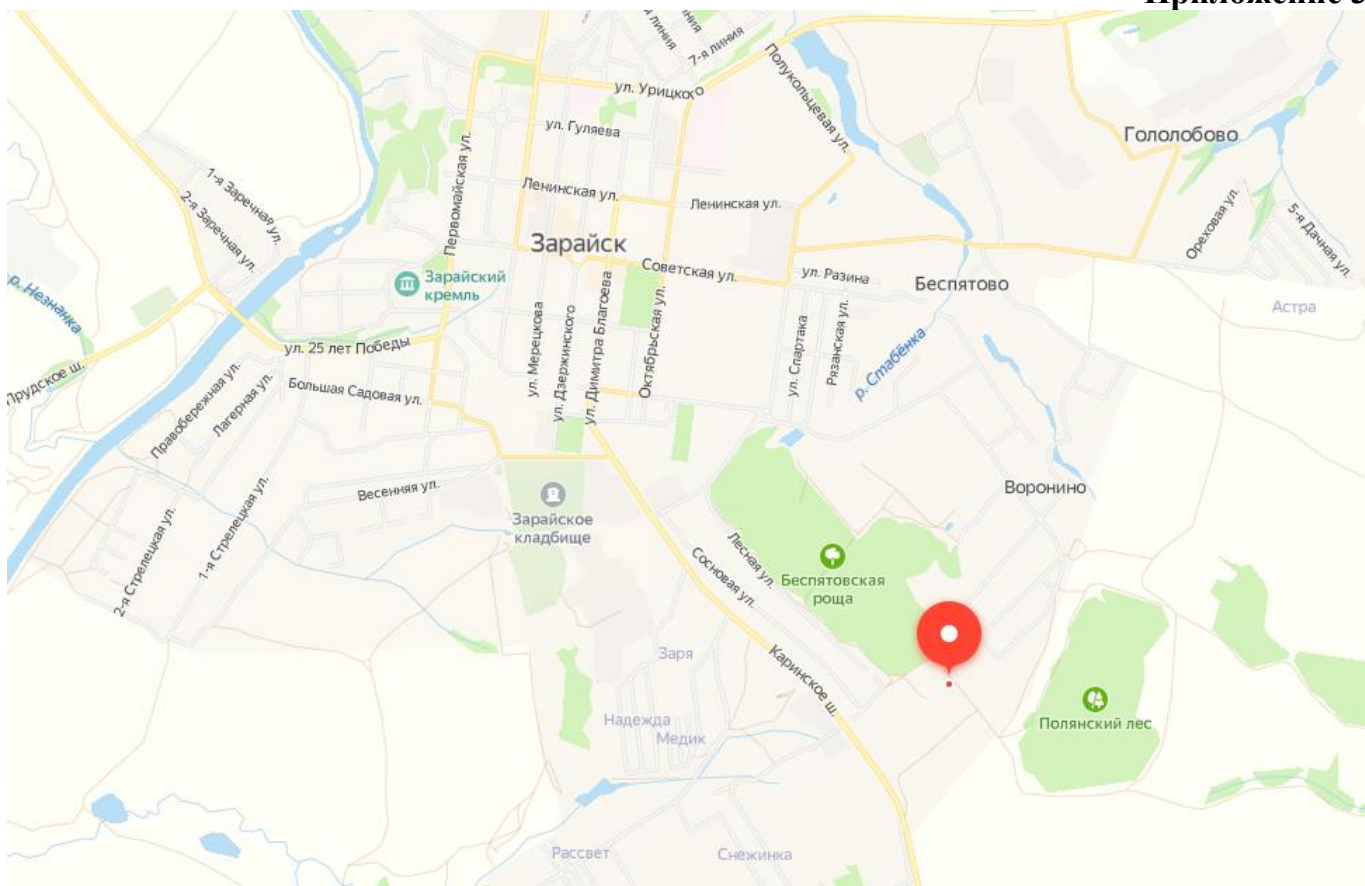 Приложение 3
линия
линия
7-я линия
ул. Урицкого
Полукольцевая ул.
ул. Гуляева
Гололобово
1-я Заречная ул.
2-я Заречная ул.
Первомайская ул.
Ленинская ул.
Ленинская ул.
Ореховая ул.
5-я Дачная ул.
Зарайск
Советская ул.
ул. Разина
Беспятово
Зарайский
кремль
р. Незнанка
Астра
ул. Мерецкова
ул. Дзержинского
ул. Димитра Благоева
Октябрьская ул.
ул. Спартака
Рязанская ул.
р. Стабёнка
ул. 25 лет Победы
Прудское ш.
Правобережная ул.
Лагерная ул.
Большая Садовая ул.
Весенняя ул.
Зарайское
кладбище
Воронино
2-я Стрелецкая ул.
1-я Стрелецкая ул.
Лесная ул.
Сосновая ул.
Беспятовская
роща
Заря
Каринское ш.
Надежда
Медик
Полянский лес
Рассвет
Снежинка